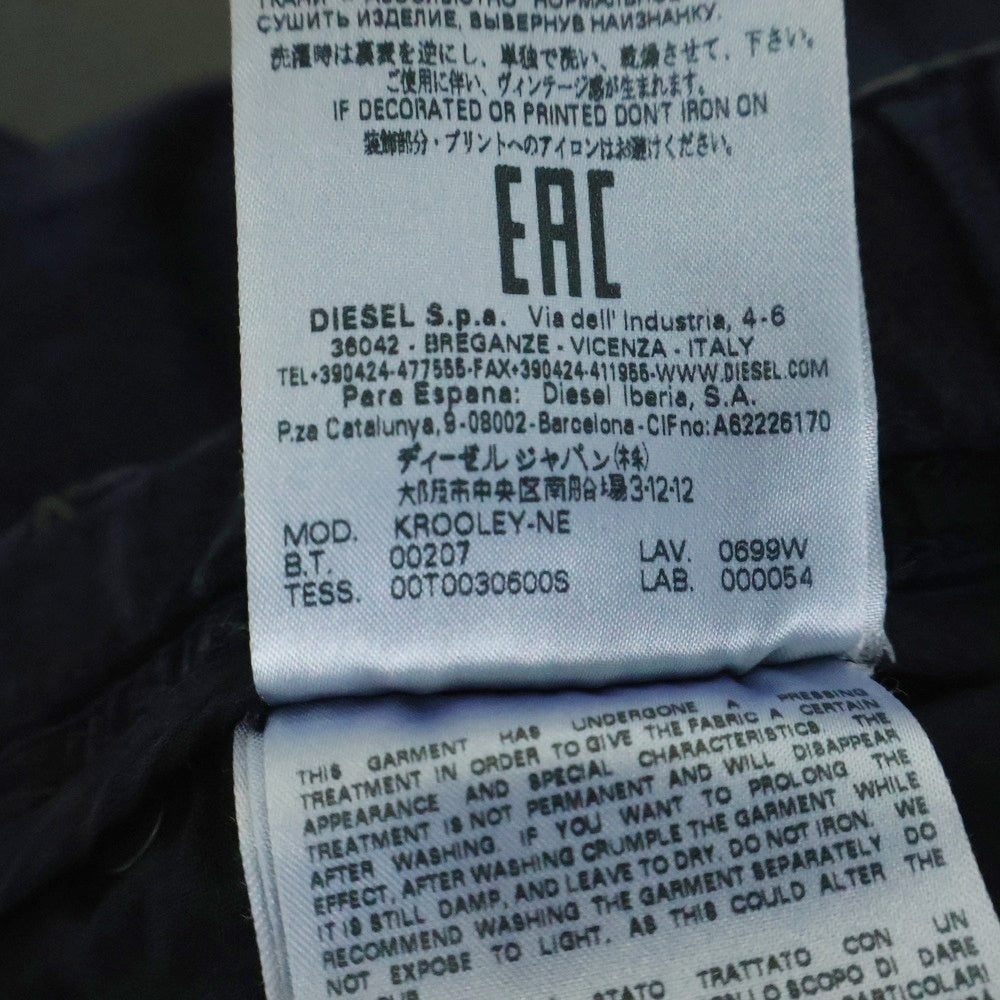 СУШИТЬ ИЗДЕЛИЕ, ВЫВЕРНУВ НАИЗНАНКУ.
洗濯時は裏表を逆にし、単独で洗い、乾燥させて、下さい。
ご使用に伴い、ヴィンテージ感が生まれます。
IF DECORATED OR PRINTED DON'T IRON ON
装飾部分・プリントへのアイロンはお避けください。
EAC
DIESEL S.p.a. Via dell' Industria, 4-6
36042 - BREGANZE - VICENZA - ITALY
TEL+390424-477555-FAX+390424-411955-WWW.DIESEL.COM
Para Espana: Diesel Iberia, S.A.
P.za Catalunya, 9-08002-Barcelona-CIFno:A62226170
ディーゼル ジャパン(株)
大阪市中央区南船台場3-12-12
MOD. KROOLEY-NE
B.T. 00207 LAV. 0699W
TESS. 00T0030600S LAB. 000054
THIS GARMENT HAS UNDERGONE A PRESSING
TREATMENT IN ORDER TO GIVE THE FABRIC A CERTAIN
APPEARANCE AND SPECIAL CHARACTERISTICS. THE
TREATMENT IS NOT PERMANENT AND WILL DISAPPEAR
AFTER WASHING. IF YOU WANT TO PROLONG THE
EFFECT, AFTER WASHING CRUMPLE THE GARMENT WHILE
IT IS STILL DAMP, AND LEAVE TO DRY. DO NOT IRON. WE
RECOMMEND WASHING THE GARMENT SEPARATELY DO
NOT EXPOSE TO LIGHT. AS THIS COULD ALTER THE
STATO TRATTATO CON UN
SCOPO DI DARE